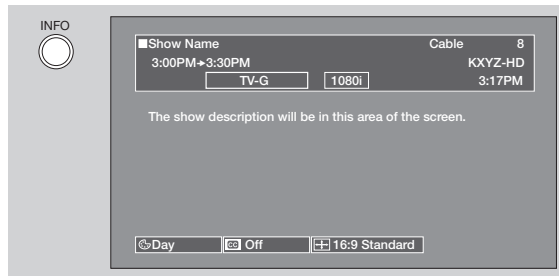 INFO
■Show Name Cable 8
3:00PM→3:30PM KXYZ-HD
TV-G 1080i 3:17PM
The show description will be in this area of the screen.
Day CC Off 16:9 Standard